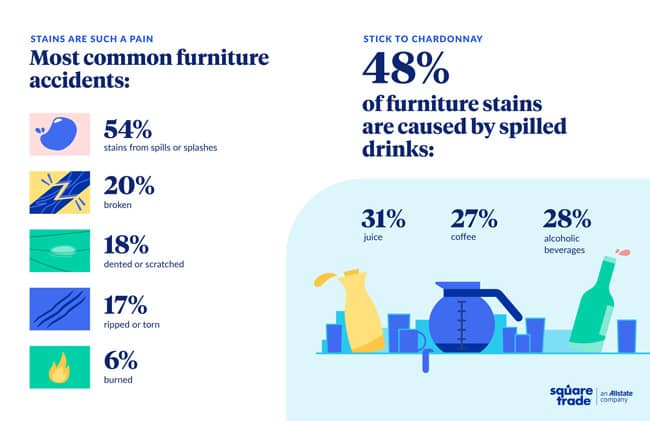 STAINS ARE SUCH A PAIN
Most common furniture
accidents:
54%
stains from spills or splashes
20%
broken
18%
dented or scratched
17%
ripped or torn
6%
burned
STICK TO CHARDONNAY
48%
of furniture stains
are caused by spilled
drinks:
31%
juice
27%
coffee
28%
alcoholic
beverages
square
trade
an Allstate
company